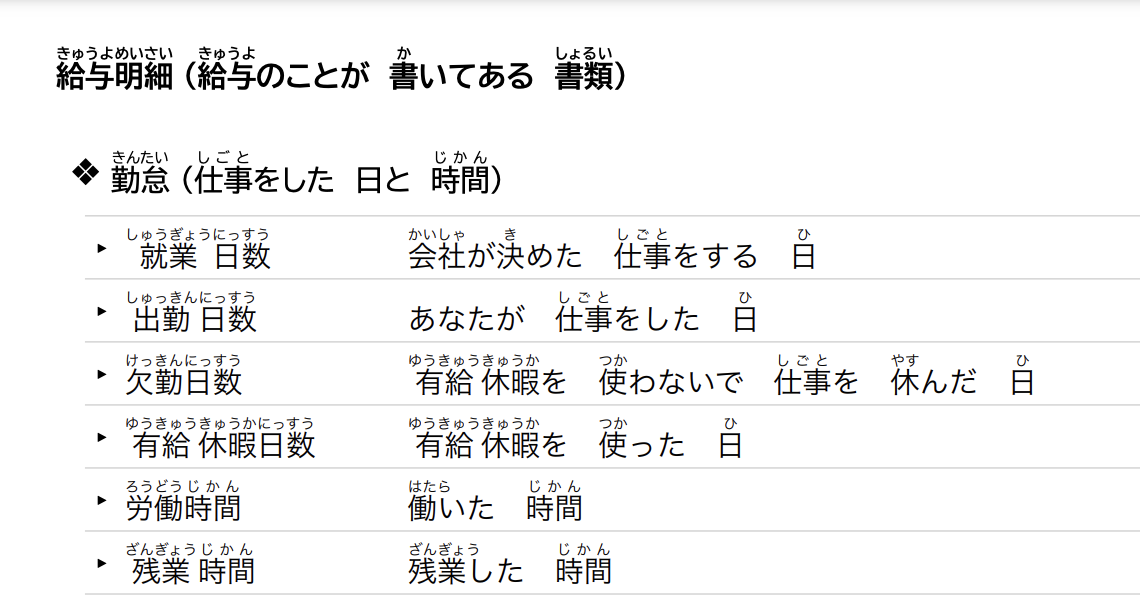 きゅうよめいさい きゅうよ か しょるい
給与明細（給与のことが 書いてある 書類）
きんたい しごと じかん
❖ 勤怠（仕事をした 日と 時間）
しゅうぎょうにっすう かいしゃ き しごと ひ
▸ 就業日数 会社が決めた 仕事をする 日
しゅっきんにっすう しごと ひ
▸ 出勤日数 あなたが 仕事をした 日
けっきんにっすう ゆうきゅうきゅうか つか しごと やす ひ
▸ 欠勤日数 有給休暇を 使わないで 仕事を 休んだ 日
ゆうきゅうきゅうかにっすう ゆうきゅうきゅうか つか ひ
▸ 有給休暇日数 有給休暇を 使った 日
ろうどうじかん はたら じかん
▸ 労働時間 働いた 時間
ざんぎょうじかん ざんぎょう じかん
▸ 残業時間 残業した 時間